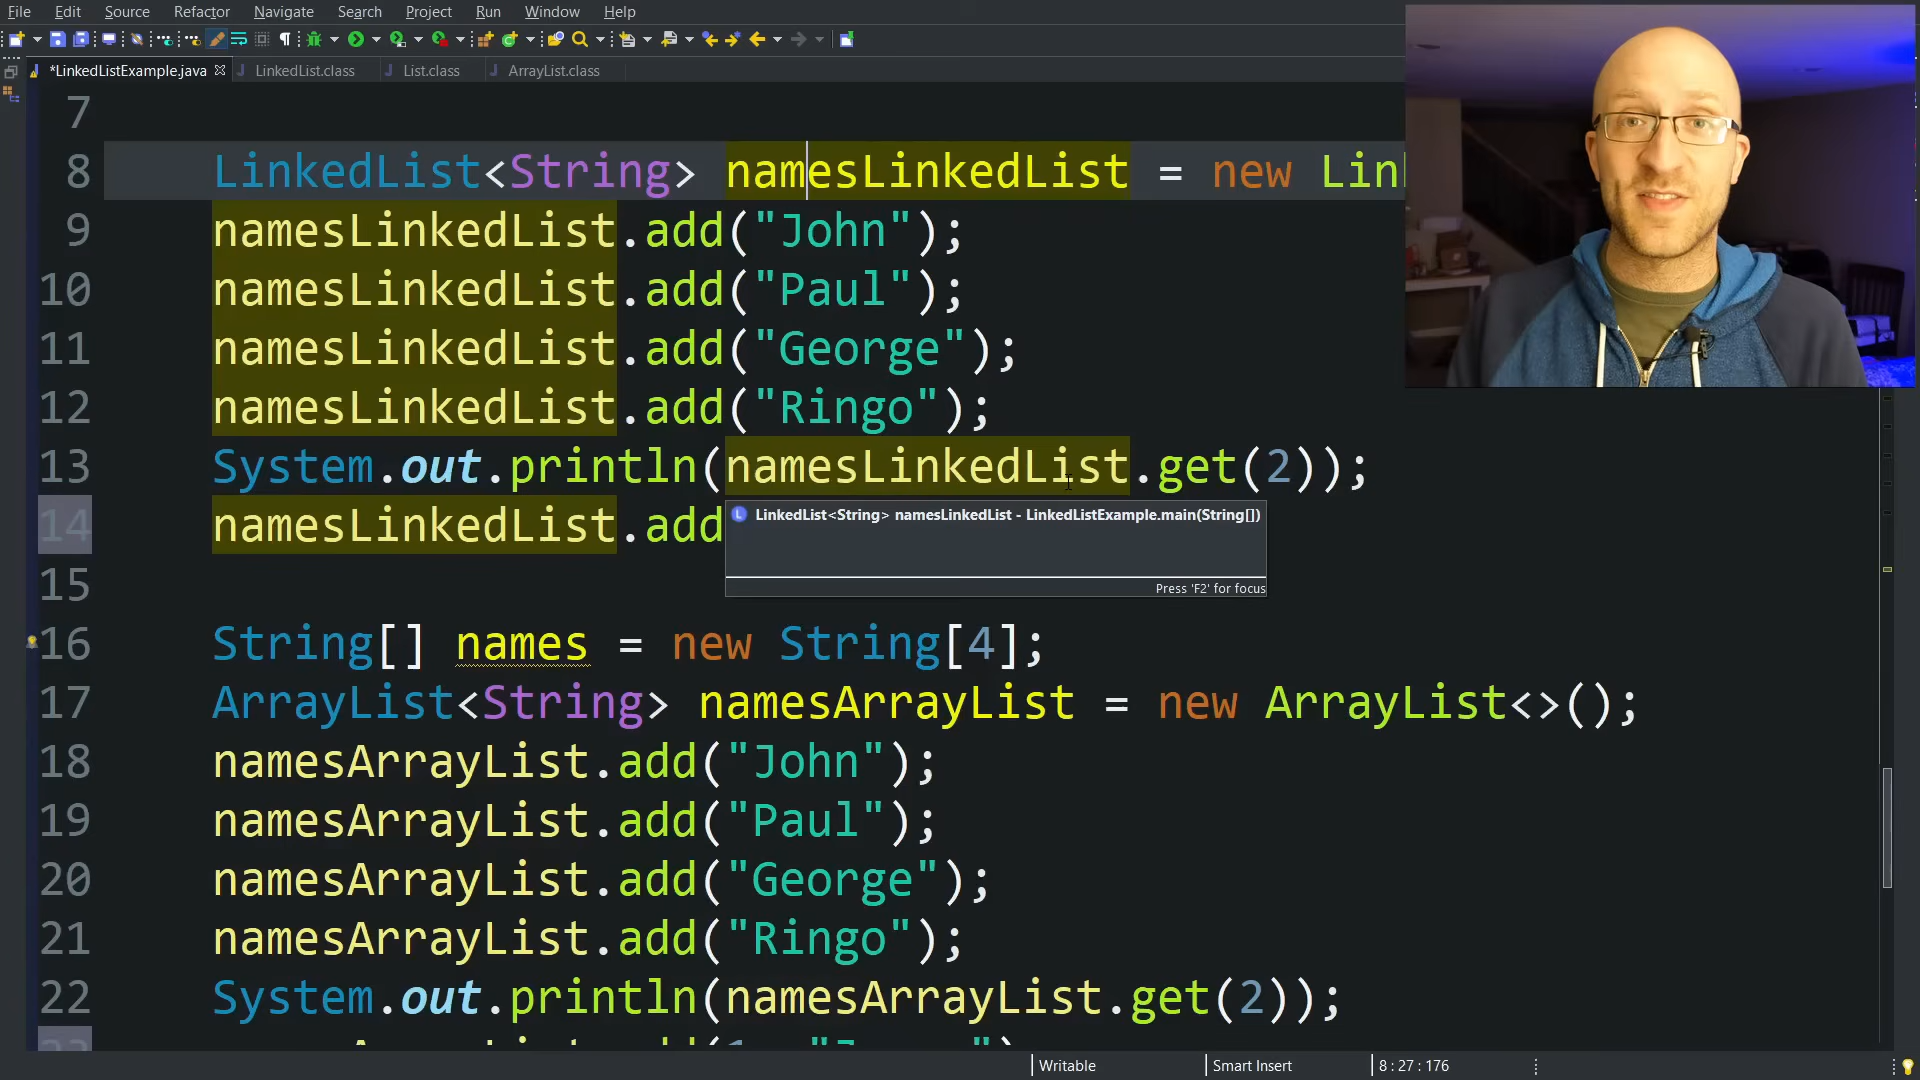 File Edit Source Refactor Navigate Search Project Run Window Help
*LinkedListExample.java LinkedList.class List.class ArrayList.class
7
8 LinkedList<String> namesLinkedList = new Lin
9 namesLinkedList.add("John");
10 namesLinkedList.add("Paul");
11 namesLinkedList.add("George");
12 namesLinkedList.add("Ringo");
13 System.out.println(namesLinkedList.get(2));
14 namesLinkedList.add
LinkedList<String> namesLinkedList - LinkedListExample.main(String[])
Press 'F2' for focus
15
16 String[] names = new String[4];
17 ArrayList<String> namesArrayList = new ArrayList<>();
18 namesArrayList.add("John");
19 namesArrayList.add("Paul");
20 namesArrayList.add("George");
21 namesArrayList.add("Ringo");
22 System.out.println(namesArrayList.get(2));
Writable Smart Insert 8 : 27 : 176